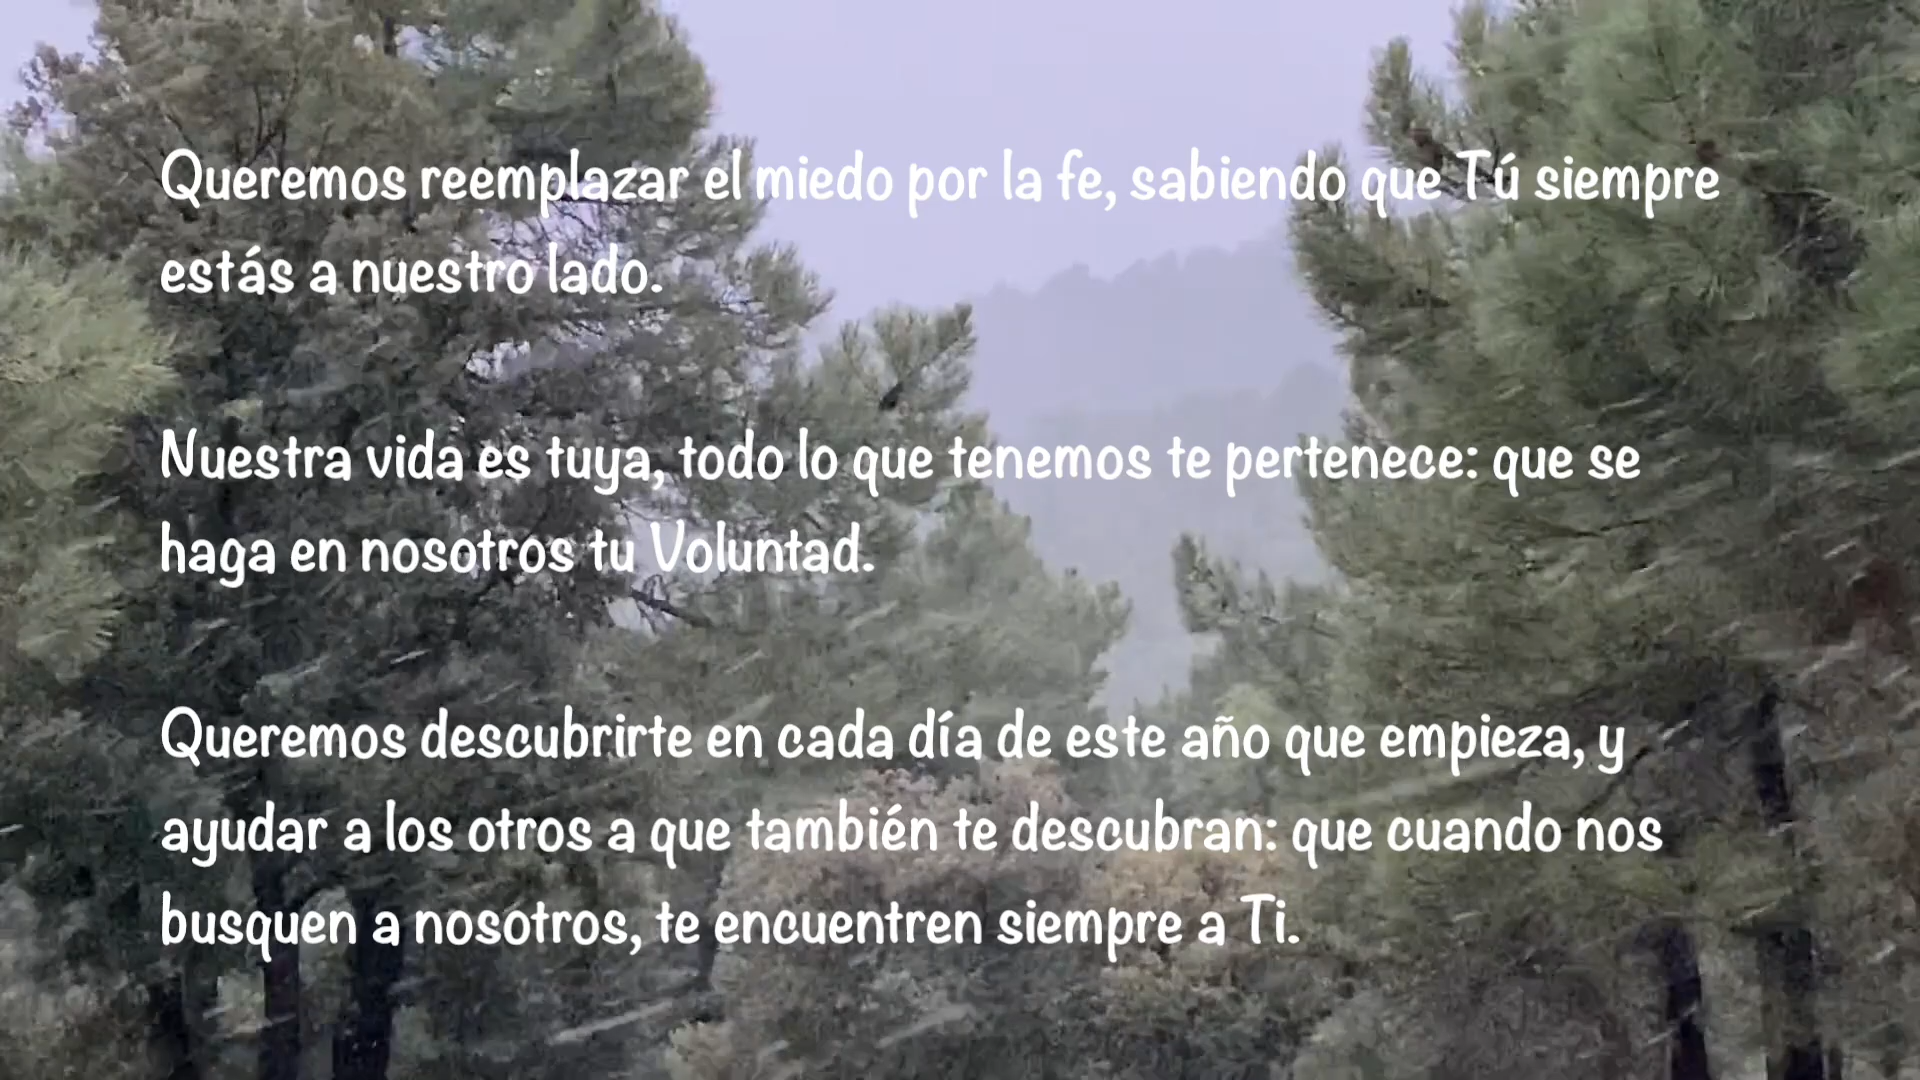 Queremos reemplazar el miedo por la fe, sabiendo que Tú siempre
estás a nuestro lado.
Nuestra vida es tuya, todo lo que tenemos te pertenece: que se
haga en nosotros tu Voluntad.
Queremos descubrirte en cada día de este año que empieza, y
ayudar a los otros a que también te descubran: que cuando nos
busquen a nosotros, te encuentren siempre a Ti.